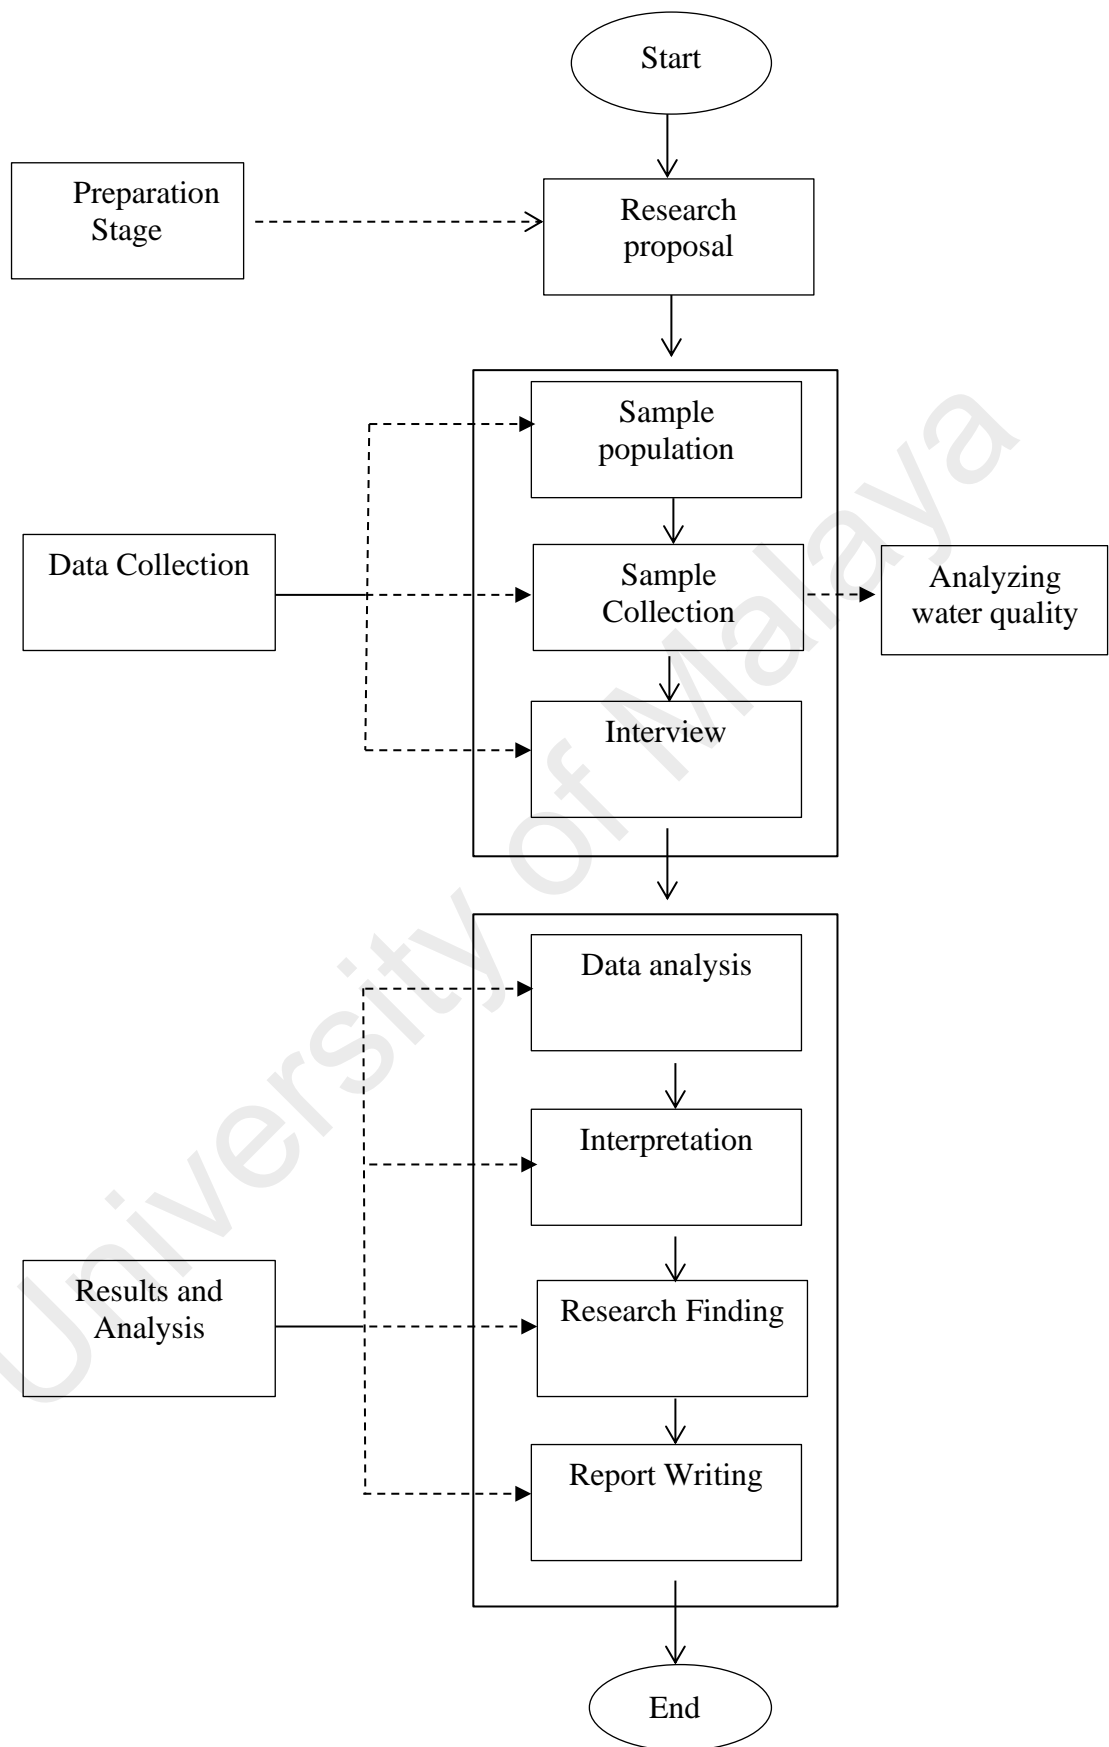 Start
Preparation
Stage
Research
proposal
Sample
population
Data Collection
Sample
Collection
Analyzing
water quality
Interview
Data analysis
Interpretation
Results and
Analysis
Research Finding
Report Writing
End
University of Malaya